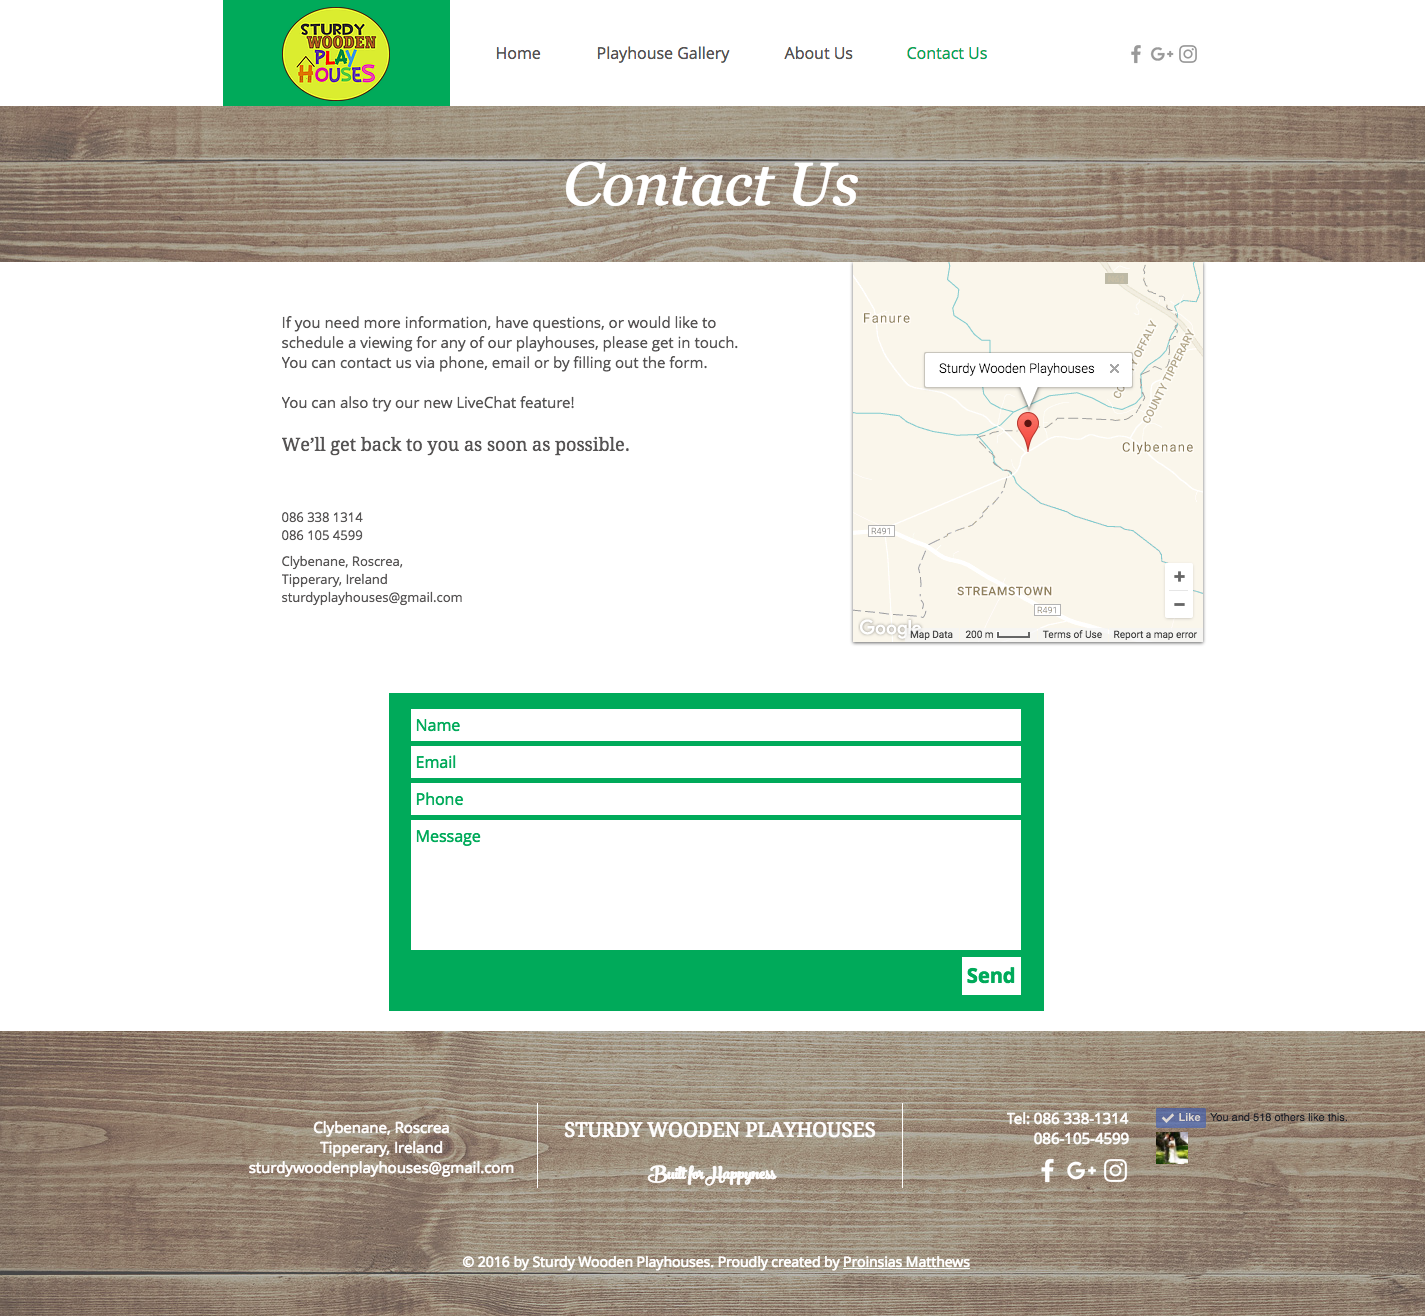 STURDY
WOODEN
PLAY
HOUSES
Home
Playhouse Gallery
About Us
Contact Us
Contact Us
If you need more information, have questions, or would like to
schedule a viewing for any of our playhouses, please get in touch.
You can contact us via phone, email or by filling out the form.
You can also try our new LiveChat feature!
We'll get back to you as soon as possible.
086 338 1314
086 105 4599
Clybenane, Roscrea,
Tipperary, Ireland
sturdyplayhouses@gmail.com
Fanure
OFFALY
COUNTY TIPPERARY
Sturdy Wooden Playhouses
Clybenane
R491
STREAMSTOWN
R491
Google
Map Data
200 m
Terms of Use
Report a map error
Name
Email
Phone
Message
Send
Clybenane, Roscrea
Tipperary, Ireland
sturdywoodenplayhouses@gmail.com
STURDY WOODEN PLAYHOUSES
Built for Happyness
Tel: 086 338-1314
086-105-4599
Like
You and 518 others like this.
© 2016 by Sturdy Wooden Playhouses. Proudly created by Proinsias Matthews